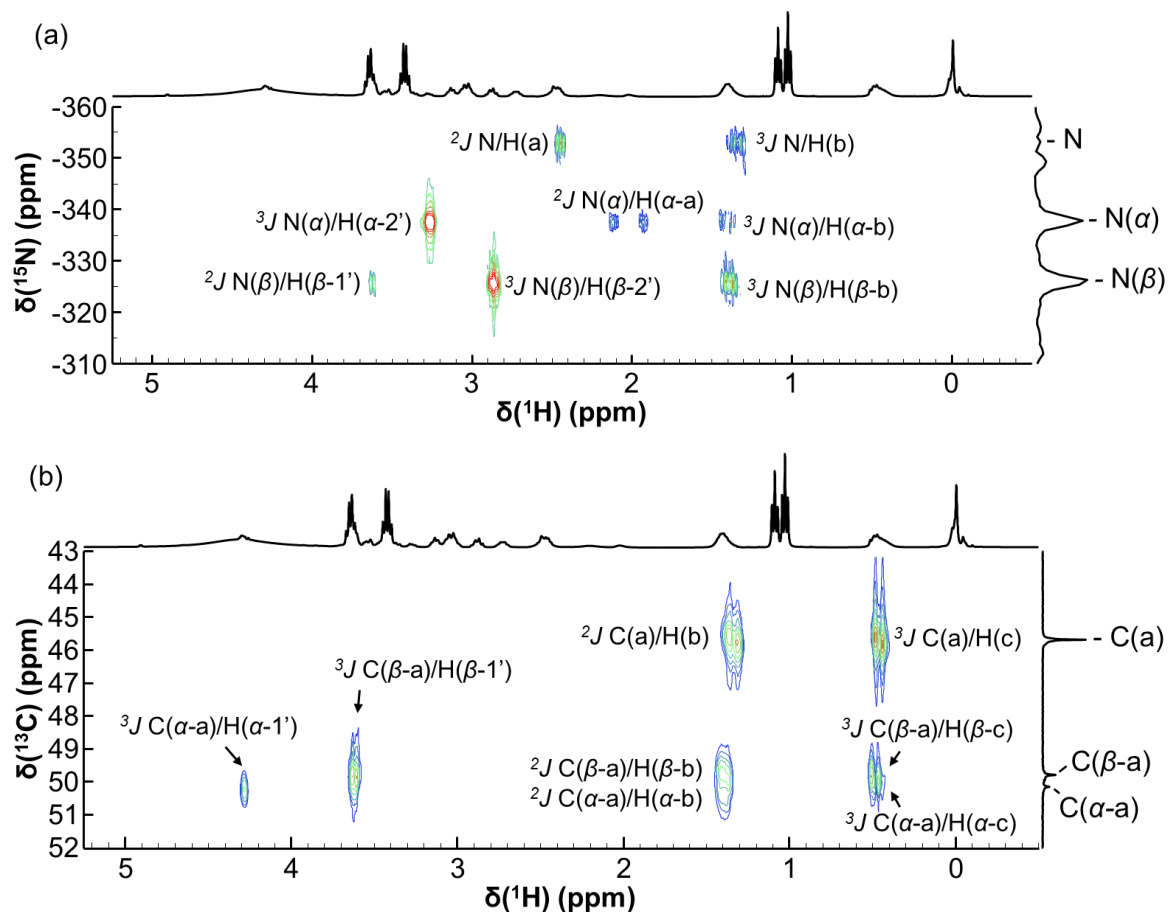 (a)
-360
-350
-340
-330
-320
-310
δ(¹⁵N) (ppm)
²J N/H(a)
³J N/H(b)
- N
²J N(α)/H(α-a)
³J N(α)/H(α-2')
³J N(α)/H(α-b)
- N(α)
²J N(β)/H(β-1')
³J N(β)/H(β-2')
³J N(β)/H(β-b)
- N(β)
5 4 3 2 1 0
δ(¹H) (ppm)
(b)
43
44
45
46
47
48
49
50
51
52
δ(¹³C) (ppm)
²J C(a)/H(b)
³J C(a)/H(c)
- C(a)
³J C(β-a)/H(β-1')
³J C(α-a)/H(α-1')
³J C(β-a)/H(β-c)
²J C(β-a)/H(β-b)
²J C(α-a)/H(α-b)
³J C(α-a)/H(α-c)
C(β-a)
C(α-a)
5 4 3 2 1 0
δ(¹H) (ppm)